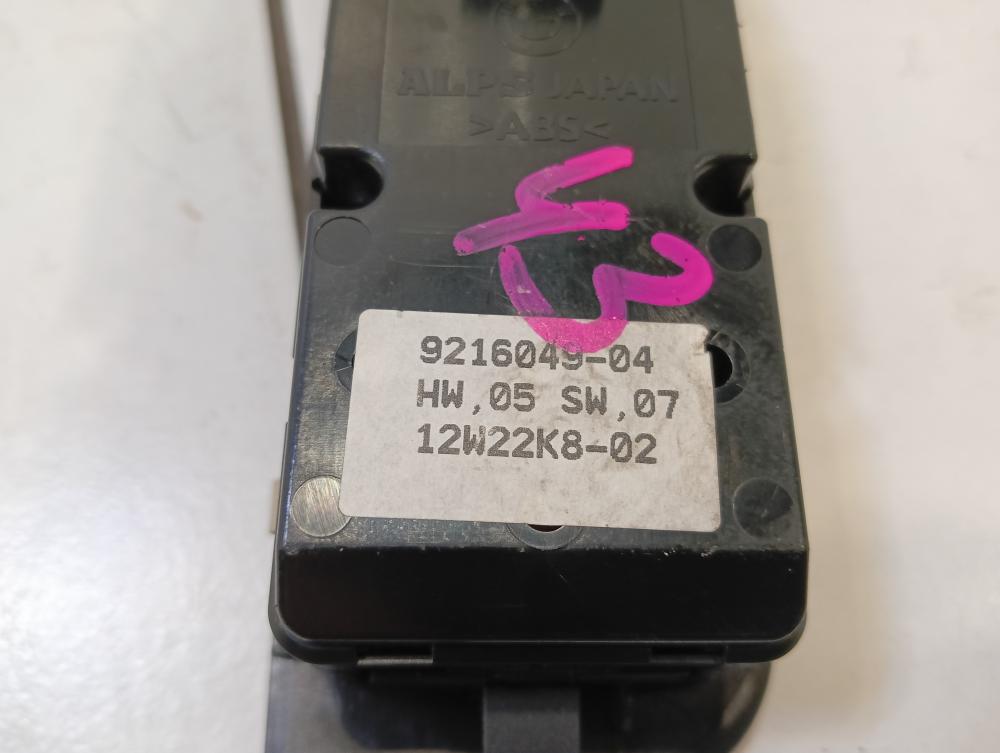 ALPS JAPAN
>ABS<
9216049-04
HW,05 SW,07
12W22K8-02